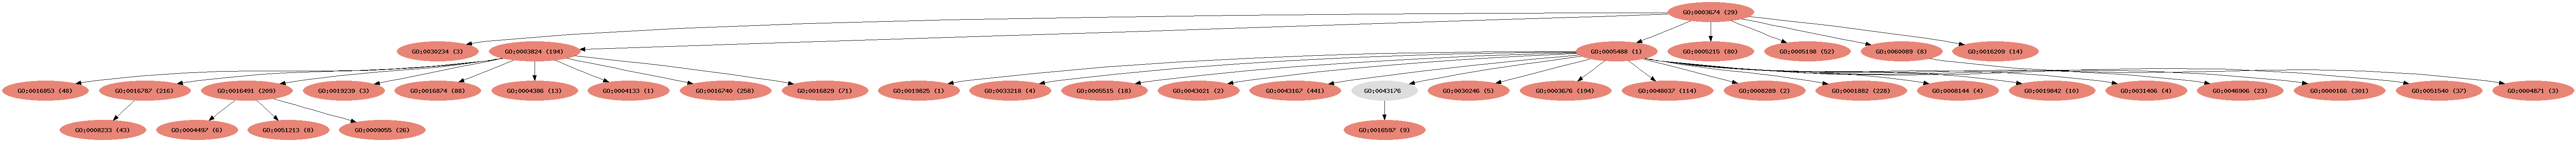 GO:0003674 (29)
GO:0030234 (3)
GO:0003824 (194)
GO:0005488 (1)
GO:0005215 (80)
GO:0005198 (52)
GO:0060089 (8)
GO:0016209 (14)
GO:0016853 (48)
GO:0016787 (216)
GO:0016491 (209)
GO:0019239 (3)
GO:0016874 (88)
GO:0004386 (13)
GO:0004133 (1)
GO:0016740 (258)
GO:0016829 (71)
GO:0019825 (1)
GO:0033218 (4)
GO:0005515 (18)
GO:0043021 (2)
GO:0043167 (441)
GO:0043176
GO:0030246 (5)
GO:0003676 (194)
GO:0048037 (114)
GO:0008289 (2)
GO:0001882 (228)
GO:0008144 (4)
GO:0019842 (10)
GO:0031406 (4)
GO:0046906 (23)
GO:0000166 (301)
GO:0051540 (37)
GO:0004871 (3)
GO:0008233 (43)
GO:0004497 (6)
GO:0051213 (8)
GO:0009055 (26)
GO:0016597 (9)